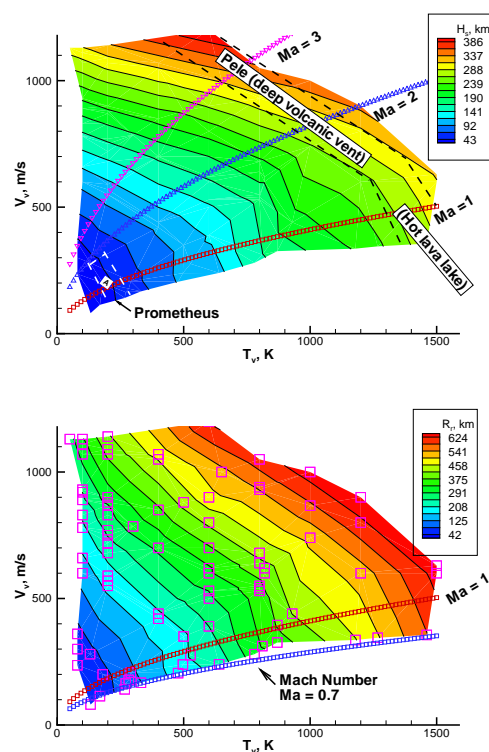 H_s, km
386
337
288
239
190
141
92
43
Ma = 3
Ma = 2
Ma =1
Pele (deep volcanic vent)
(Hot lava lake)
A
Prometheus
V_v, m/s
1000
500
0
500
1000
1500
T_v, K
R_r, km
624
541
458
375
291
208
125
42
Ma = 1
Mach Number
Ma = 0.7
V_v, m/s
1000
500
0
500
1000
1500
T_v, K